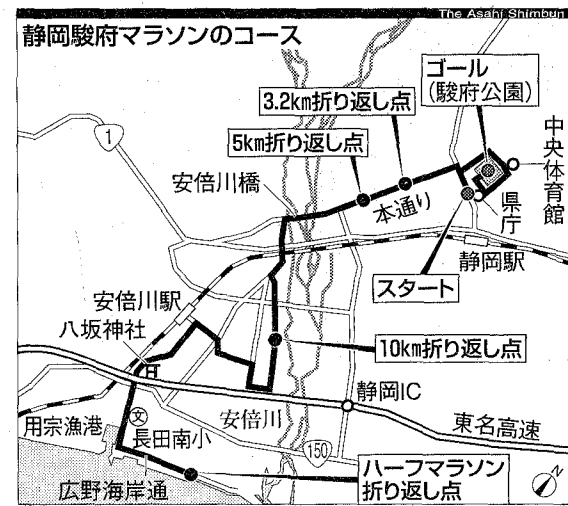 The Asahi Shimbun
静岡駿府マラソンのコース
ゴール
(駿府公園)
3.2km折り返し点
5km折り返し点
中央体育館
1
安倍川橋
本通り
県庁
静岡駅
スタート
安倍川駅
八坂神社
10km折り返し点
静岡IC
安倍川
東名高速
用宗漁港
文
長田南小
150
広野海岸通
ハーフマラソン
折り返し点
N